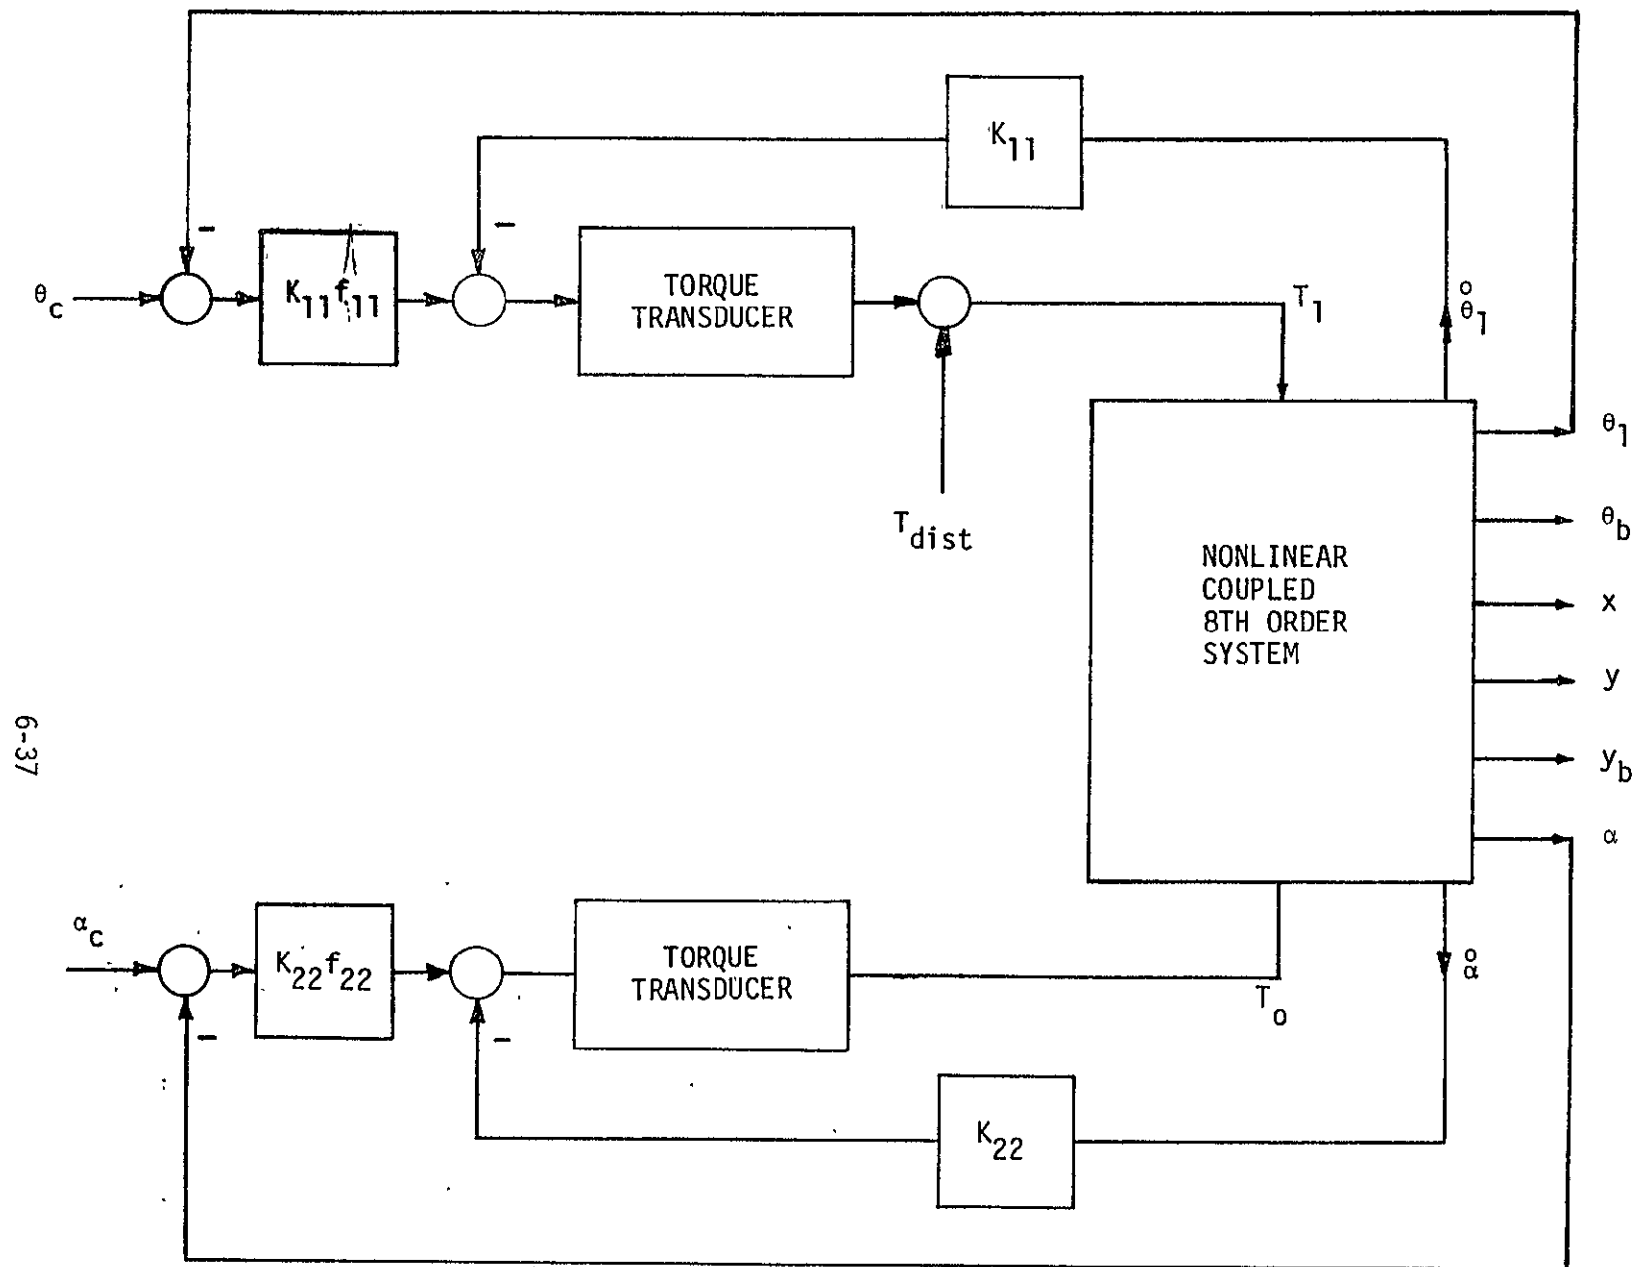 K₁₁
−
−
θc
K₁₁f₁₁
TORQUE
TRANSDUCER
T₁
θ̊₁
Tdist
θ₁
θb
x
y
yb
α
NONLINEAR
COUPLED
8TH ORDER
SYSTEM
6-37
αc
K₂₂f₂₂
TORQUE
TRANSDUCER
To
α̊
−
−
K₂₂